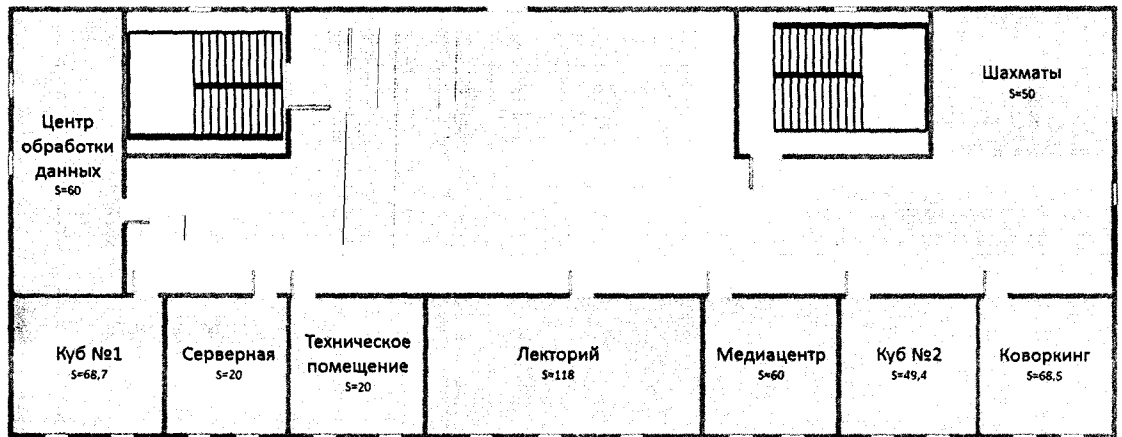 Шахматы
S=50
Центр
обработки
данных
S=60
Куб №1
S=68,7
Серверная
S=20
Техническое
помещение
S=20
Лекторий
S=118
Медиацентр
S=60
Куб №2
S=49,4
Коворкинг
S=68,5